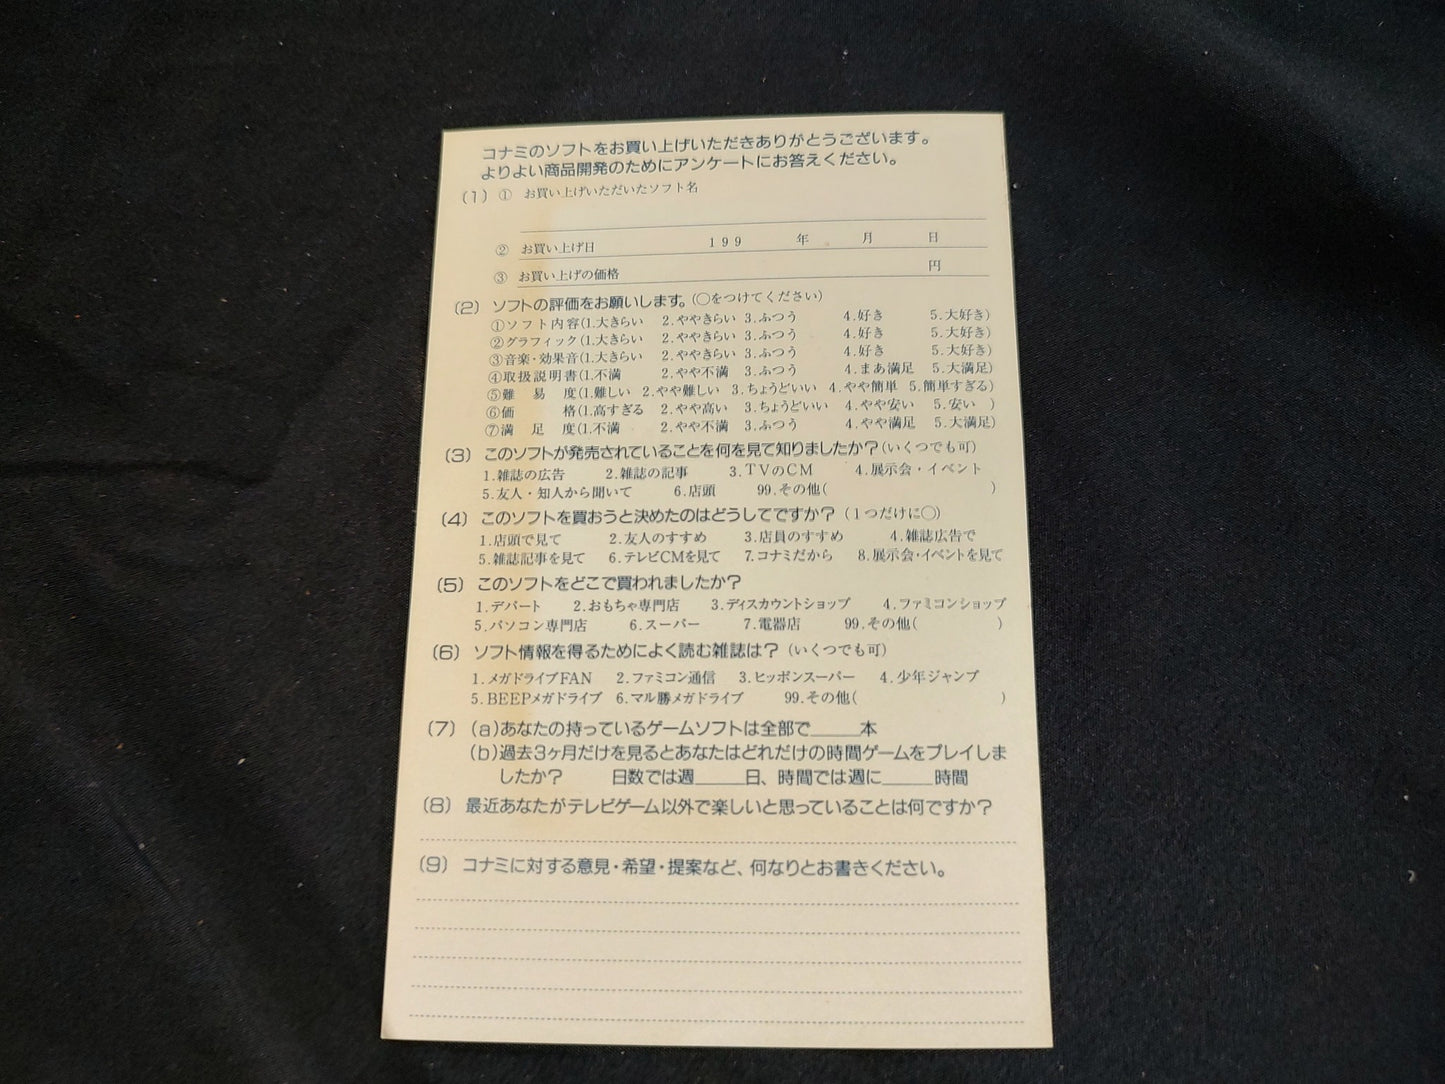 コナミのソフトをお買い上げいただきありがとうございます。
よりよい商品開発のためにアンケートにお答えください。
(1) ① お買い上げいただいたソフト名
② お買い上げ日 199 年 月 日
③ お買い上げの価格 円
(2) ソフトの評価をお願いします。(○をつけてください)
①ソフト内容(1.大きらい 2.ややきらい 3.ふつう 4.好き 5.大好き)
②グラフィック(1.大きらい 2.ややきらい 3.ふつう 4.好き 5.大好き)
③音楽・効果音(1.大きらい 2.ややきらい 3.ふつう 4.好き 5.大好き)
④取扱説明書(1.不満 2.やや不満 3.ふつう 4.まあ満足 5.大満足)
⑤難易度(1.難しい 2.やや難しい 3.ちょうどいい 4.やや簡単 5.簡単すぎる)
⑥価格(1.高すぎる 2.やや高い 3.ちょうどいい 4.やや安い 5.安い )
⑦満足度(1.不満 2.やや不満 3.ふつう 4.やや満足 5.大満足)
(3) このソフトが発売されていることを何を見て知りましたか?(いくつでも可)
1.雑誌の広告 2.雑誌の記事 3.TVのCM 4.展示会・イベント
5.友人・知人から聞いて 6.店頭 99.その他( )
(4) このソフトを買おうと決めたのはどうしてですか?(1つだけに○)
1.店頭で見て 2.友人のすすめ 3.店員のすすめ 4.雑誌広告で
5.雑誌記事を見て 6.テレビCMを見て 7.コナミだから 8.展示会・イベントを見て
(5) このソフトをどこで買われましたか?
1.デパート 2.おもちゃ専門店 3.ディスカウントショップ 4.ファミコンショップ
5.パソコン専門店 6.スーパー 7.電器店 99.その他( )
(6) ソフト情報を得るためによく読む雑誌は?(いくつでも可)
1.メガドライブFAN 2.ファミコン通信 3.ヒッポンスーパー 4.少年ジャンプ
5.BEEPメガドライブ 6.マル勝メガドライブ 99.その他( )
(7) (a)あなたの持っているゲームソフトは全部で_____本
(b)過去3ヶ月だけを見るとあなたはどれだけの時間ゲームをプレイしま
したか? 日数では週_____日、時間では週に_____時間
(8) 最近あなたがテレビゲーム以外で楽しいと思っていることは何ですか?
(9) コナミに対する意見・希望・提案など、何なりとお書きください。